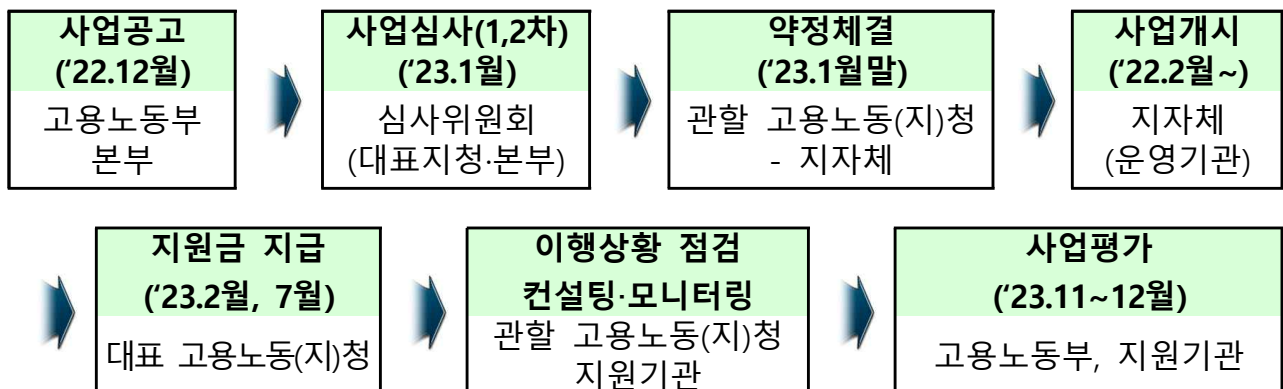 사업공고
(‘22.12월)
고용노동부
본부
사업심사(1,2차)
(‘23.1월)
심사위원회
(대표지청·본부)
약정체결
(‘23.1월말)
관할 고용노동(지)청
- 지자체
사업개시
(‘22.2월~)
지자체
(운영기관)
지원금 지급
(‘23.2월, 7월)
대표 고용노동(지)청
이행상황 점검
컨설팅·모니터링
관할 고용노동(지)청
지원기관
사업평가
(‘23.11~12월)
고용노동부, 지원기관